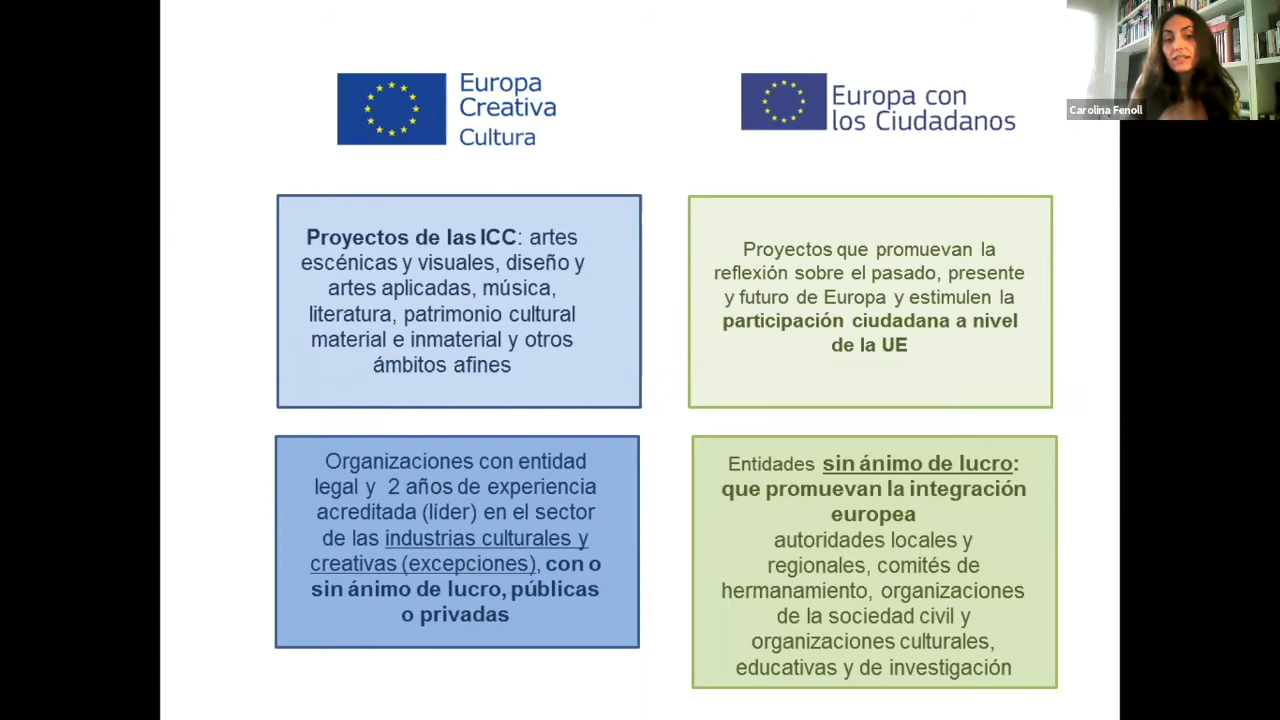 Europa
Creativa
Cultura
Europa con
los Ciudadanos
Carolina Fenoll
Proyectos de las ICC: artes
escénicas y visuales, diseño y
artes aplicadas, música,
literatura, patrimonio cultural
material e inmaterial y otros
ámbitos afines
Proyectos que promuevan la
reflexión sobre el pasado, presente
y futuro de Europa y estimulen la
participación ciudadana a nivel
de la UE
Organizaciones con entidad
legal y 2 años de experiencia
acreditada (líder) en el sector
de las industrias culturales y
creativas (excepciones), con o
sin ánimo de lucro, públicas
o privadas
Entidades sin ánimo de lucro:
que promuevan la integración
europea
autoridades locales y
regionales, comités de
hermanamiento, organizaciones
de la sociedad civil y
organizaciones culturales,
educativas y de investigación